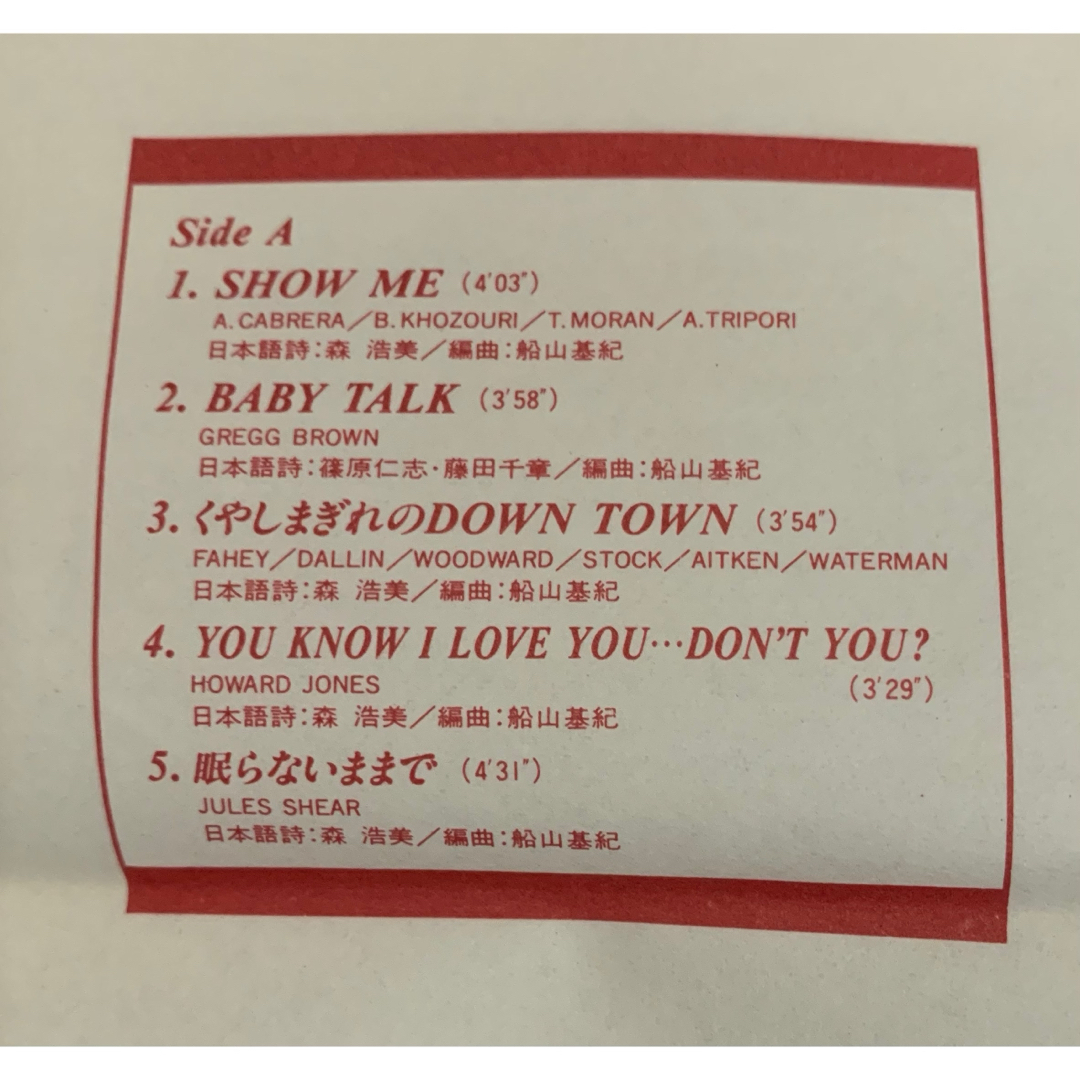 Side A
1. SHOW ME (4'03")
A. CABRERA／B. KHOZOURI／T. MORAN／A. TRIPORI
日本語詩：森 浩美／編曲：船山基紀
2. BABY TALK (3'58")
GREGG BROWN
日本語詩：篠原仁志・藤田千章／編曲：船山基紀
3. くやしまぎれのDOWN TOWN (3'54")
FAHEY／DALLIN／WOODWARD／STOCK／AITKEN／WATERMAN
日本語詩：森 浩美／編曲：船山基紀
4. YOU KNOW I LOVE YOU…DON'T YOU?
HOWARD JONES (3'29")
日本語詩：森 浩美／編曲：船山基紀
5. 眠らないままで (4'31")
JULES SHEAR
日本語詩：森 浩美／編曲：船山基紀